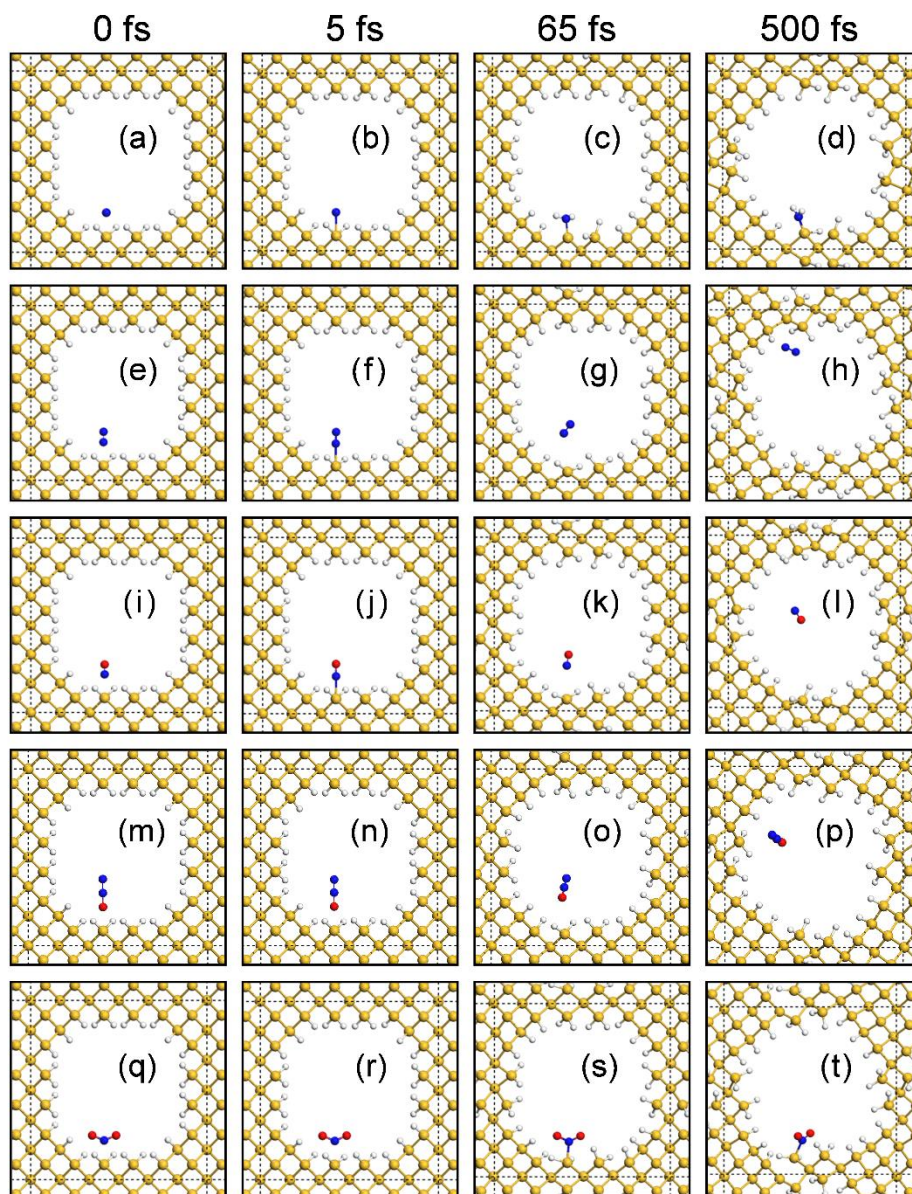 0 fs 5 fs 65 fs 500 fs
(a) (b) (c) (d)
(e) (f) (g) (h)
(i) (j) (k) (l)
(m) (n) (o) (p)
(q) (r) (s) (t)